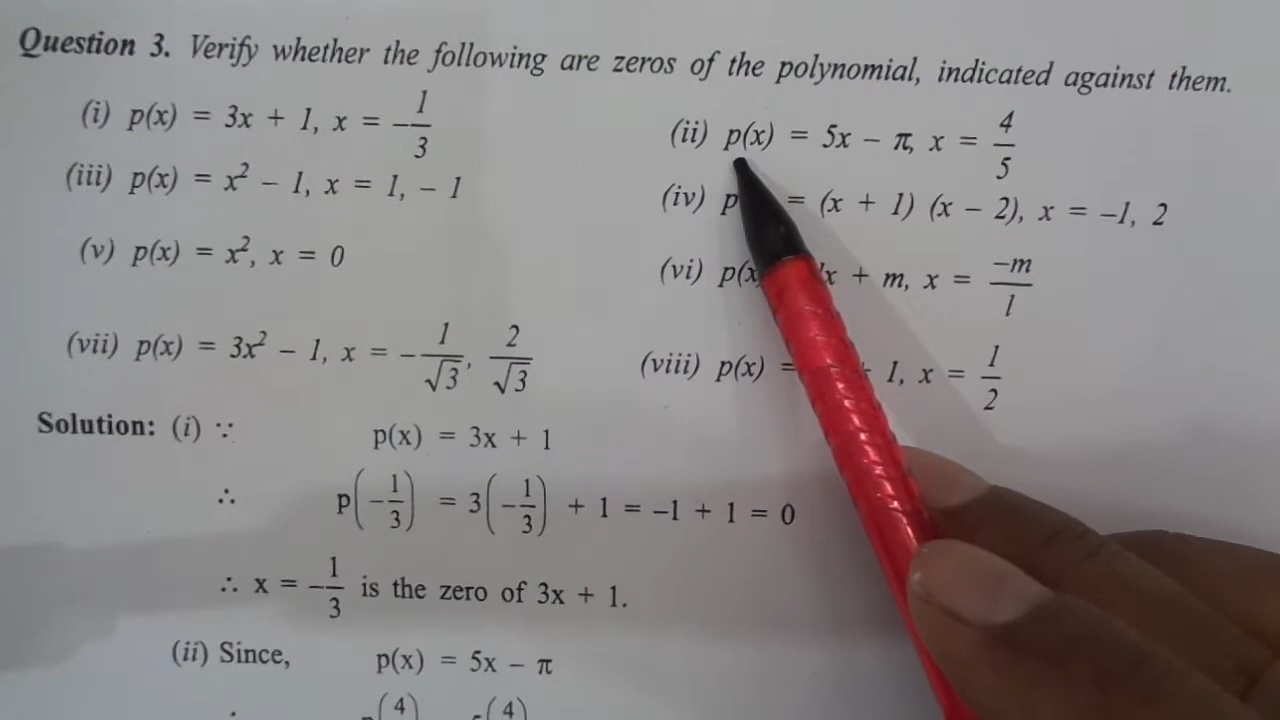 Question 3. Verify whether the following are zeros of the polynomial, indicated against them.
(i) p(x) = 3x + 1, x = -1/3
(ii) p(x) = 5x - π, x = 4/5
(iii) p(x) = x² - 1, x = 1, - 1
(iv) p = (x + 1) (x - 2), x = -1, 2
(v) p(x) = x², x = 0
(vi) p(x x + m, x = -m/l
(vii) p(x) = 3x² - 1, x = -1/√3, 2/√3
(viii) p(x) = 1, x = 1/2
Solution: (i) ∵ p(x) = 3x + 1
∴ p(-1/3) = 3(-1/3) + 1 = -1 + 1 = 0
∴ x = -1/3 is the zero of 3x + 1.
(ii) Since, p(x) = 5x - π
(4 (4